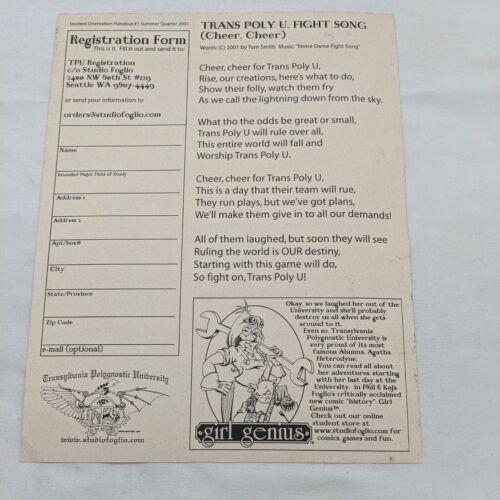 Student Orientation Handout #1 Summer Quarter 2001
Registration Form
This is it. Fill it out and send it to:
TPU Registration
c/o Studio Foglio
2400 NW 80th St #129
Seattle WA 98117-4449
or send your information to
orders@studiofoglio.com
Name
Intended Major Field of Study
Address 1
Address 2
Apt/box#
City
State/Province
Zip Code
e-mail (optional)
Transylvania Polygnostic University
www.studiofoglio.com
TRANS POLY U. FIGHT SONG
(Cheer, Cheer)
Words: (C) 2001 by Tom Smith Music: "Notre Dame Fight Song"
Cheer, cheer for Trans Poly U,
Rise, our creations, here's what to do,
Show their folly, watch them fry
As we call the lightning down from the sky.
What tho the odds be great or small,
Trans Poly U will rule over all,
This entire world will fall and
Worship Trans Poly U.
Cheer, cheer for Trans Poly U,
This is a day that their team will rue,
They run plays, but we've got plans,
We'll make them give in to all our demands!
All of them laughed, but soon they will see
Ruling the world is OUR destiny,
Starting with this game will do,
So fight on, Trans Poly U!
Okay, so we laughed her out of the
University and she'll probably
destroy us all when she gets
around to it.
Even so, Transylvania
Polygnostic University is
very proud of its most
famous Alumna, Agatha
Heterodyne.
You can read all about
her adventures, starting
with her last day at the
University, in Phil & Kaja
Foglio's critically acclaimed
new comic "history", Girl
Genius™.
Check out our online
student store at
www.studiofoglio.com for
comics, games and fun.
girl genius